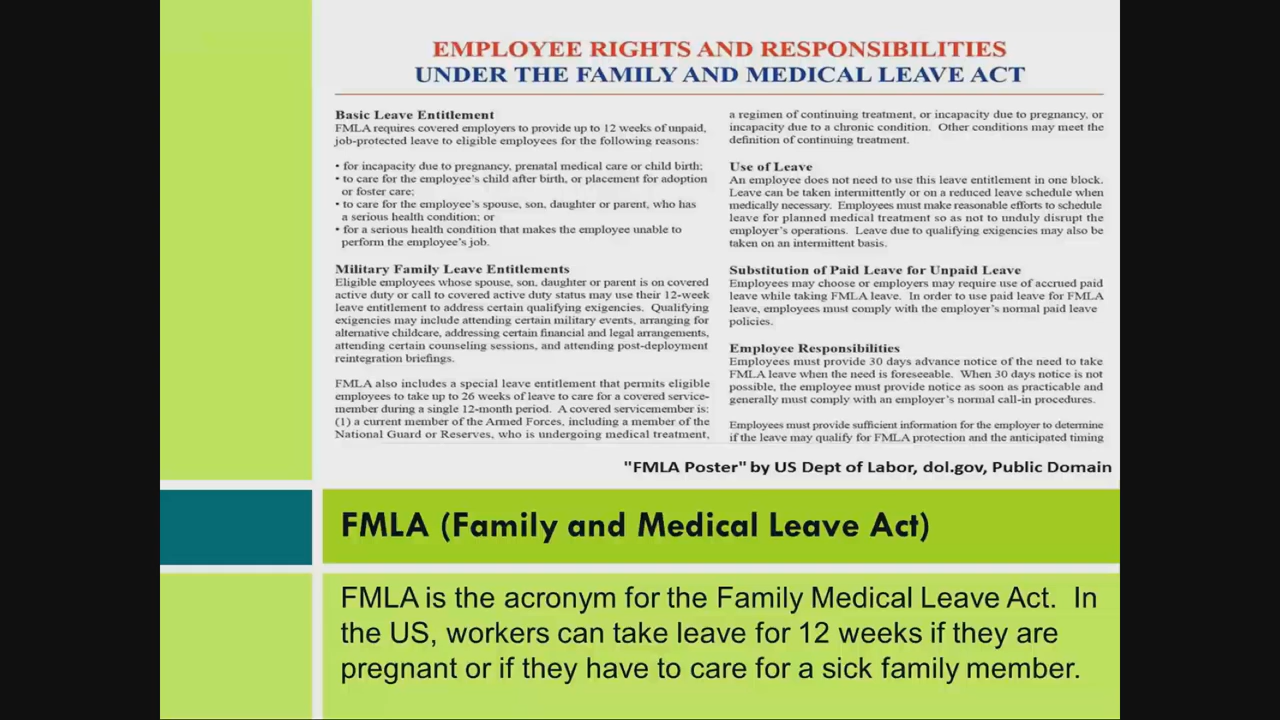 EMPLOYEE RIGHTS AND RESPONSIBILITIES
UNDER THE FAMILY AND MEDICAL LEAVE ACT
Basic Leave Entitlement
FMLA requires covered employers to provide up to 12 weeks of unpaid,
job-protected leave to eligible employees for the following reasons:
• for incapacity due to pregnancy, prenatal medical care or child birth;
• to care for the employee's child after birth, or placement for adoption
or foster care;
• to care for the employee's spouse, son, daughter or parent, who has
a serious health condition; or
• for a serious health condition that makes the employee unable to
perform the employee's job.
Military Family Leave Entitlements
Eligible employees whose spouse, son, daughter or parent is on covered
active duty or call to covered active duty status may use their 12-week
leave entitlement to address certain qualifying exigencies. Qualifying
exigencies may include attending certain military events, arranging for
alternative childcare, addressing certain financial and legal arrangements,
attending certain counseling sessions, and attending post-deployment
reintegration briefings.
FMLA also includes a special leave entitlement that permits eligible
employees to take up to 26 weeks of leave to care for a covered service-
member during a single 12-month period. A covered servicemember is:
(1) a current member of the Armed Forces, including a member of the
National Guard or Reserves, who is undergoing medical treatment,
a regimen of continuing treatment, or incapacity due to pregnancy, or
incapacity due to a chronic condition. Other conditions may meet the
definition of continuing treatment.
Use of Leave
An employee does not need to use this leave entitlement in one block.
Leave can be taken intermittently or on a reduced leave schedule when
medically necessary. Employees must make reasonable efforts to schedule
leave for planned medical treatment so as not to unduly disrupt the
employer's operations. Leave due to qualifying exigencies may also be
taken on an intermittent basis.
Substitution of Paid Leave for Unpaid Leave
Employees may choose or employers may require use of accrued paid
leave while taking FMLA leave. In order to use paid leave for FMLA
leave, employees must comply with the employer's normal paid leave
policies.
Employee Responsibilities
Employees must provide 30 days advance notice of the need to take
FMLA leave when the need is foreseeable. When 30 days notice is not
possible, the employee must provide notice as soon as practicable and
generally must comply with an employer's normal call-in procedures.
Employees must provide sufficient information for the employer to determine
if the leave may qualify for FMLA protection and the anticipated timing
"FMLA Poster" by US Dept of Labor, dol.gov, Public Domain
FMLA (Family and Medical Leave Act)
FMLA is the acronym for the Family Medical Leave Act. In
the US, workers can take leave for 12 weeks if they are
pregnant or if they have to care for a sick family member.